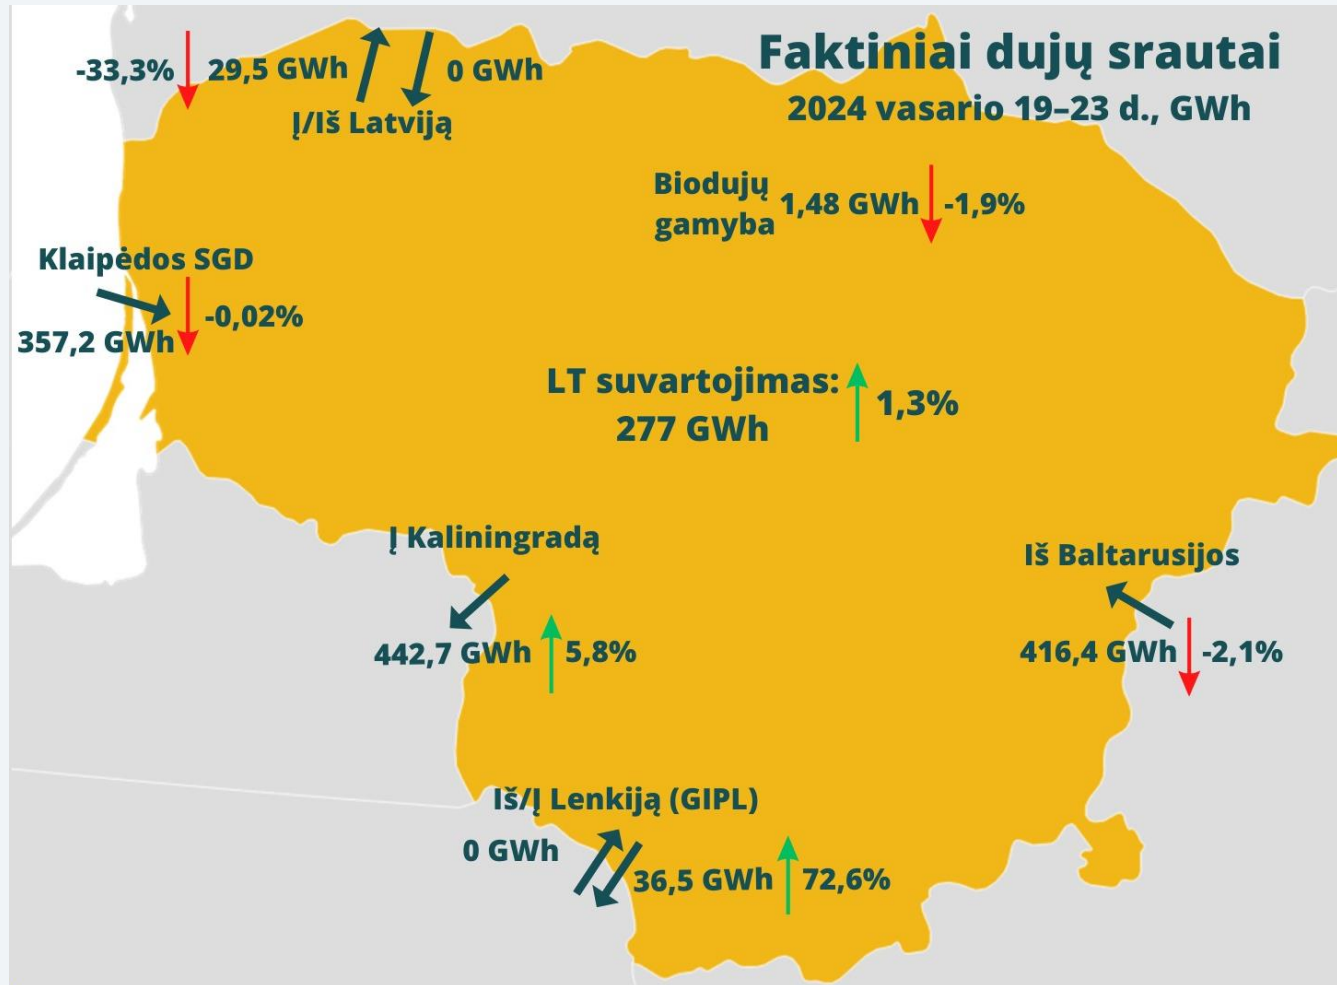 Faktiniai dujų srautai
2024 vasario 19–23 d., GWh
-33,3% 29,5 GWh 0 GWh
Į/Iš Latviją
Biodujų
gamyba 1,48 GWh -1,9%
Klaipėdos SGD
-0,02%
357,2 GWh
LT suvartojimas:
277 GWh
1,3%
Į Kaliningradą
442,7 GWh 5,8%
Iš Baltarusijos
416,4 GWh -2,1%
Iš/Į Lenkiją (GIPL)
0 GWh
36,5 GWh 72,6%